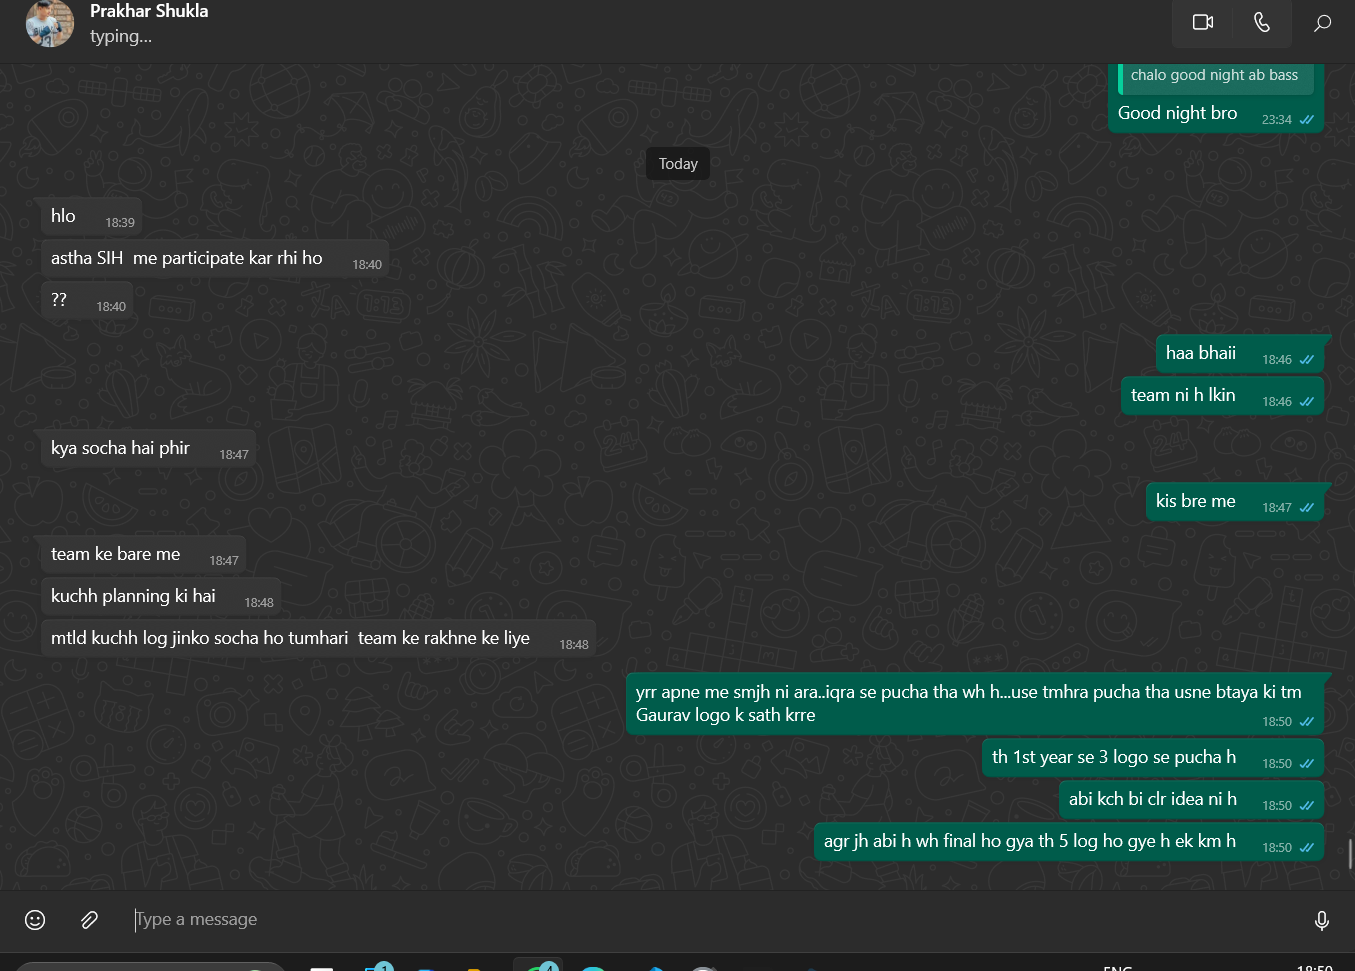 Prakhar Shukla
typing...
chalo good night ab bass
Good night bro 23:34
Today
hlo 18:39
astha SIH me participate kar rhi ho 18:40
?? 18:40
haa bhaii 18:46
team ni h lkin 18:46
kya socha hai phir 18:47
kis bre me 18:47
team ke bare me 18:47
kuchh planning ki hai 18:48
mtld kuchh log jinko socha ho tumhari team ke rakhne ke liye 18:48
yrr apne me smjh ni ara..iqra se pucha tha wh h...use tmhra pucha tha usne btaya ki tm
Gaurav logo k sath krre 18:50
th 1st year se 3 logo se pucha h 18:50
abi kch bi clr idea ni h 18:50
agr jh abi h wh final ho gya th 5 log ho gye h ek km h 18:50
Type a message
1
4
ENG
18:50